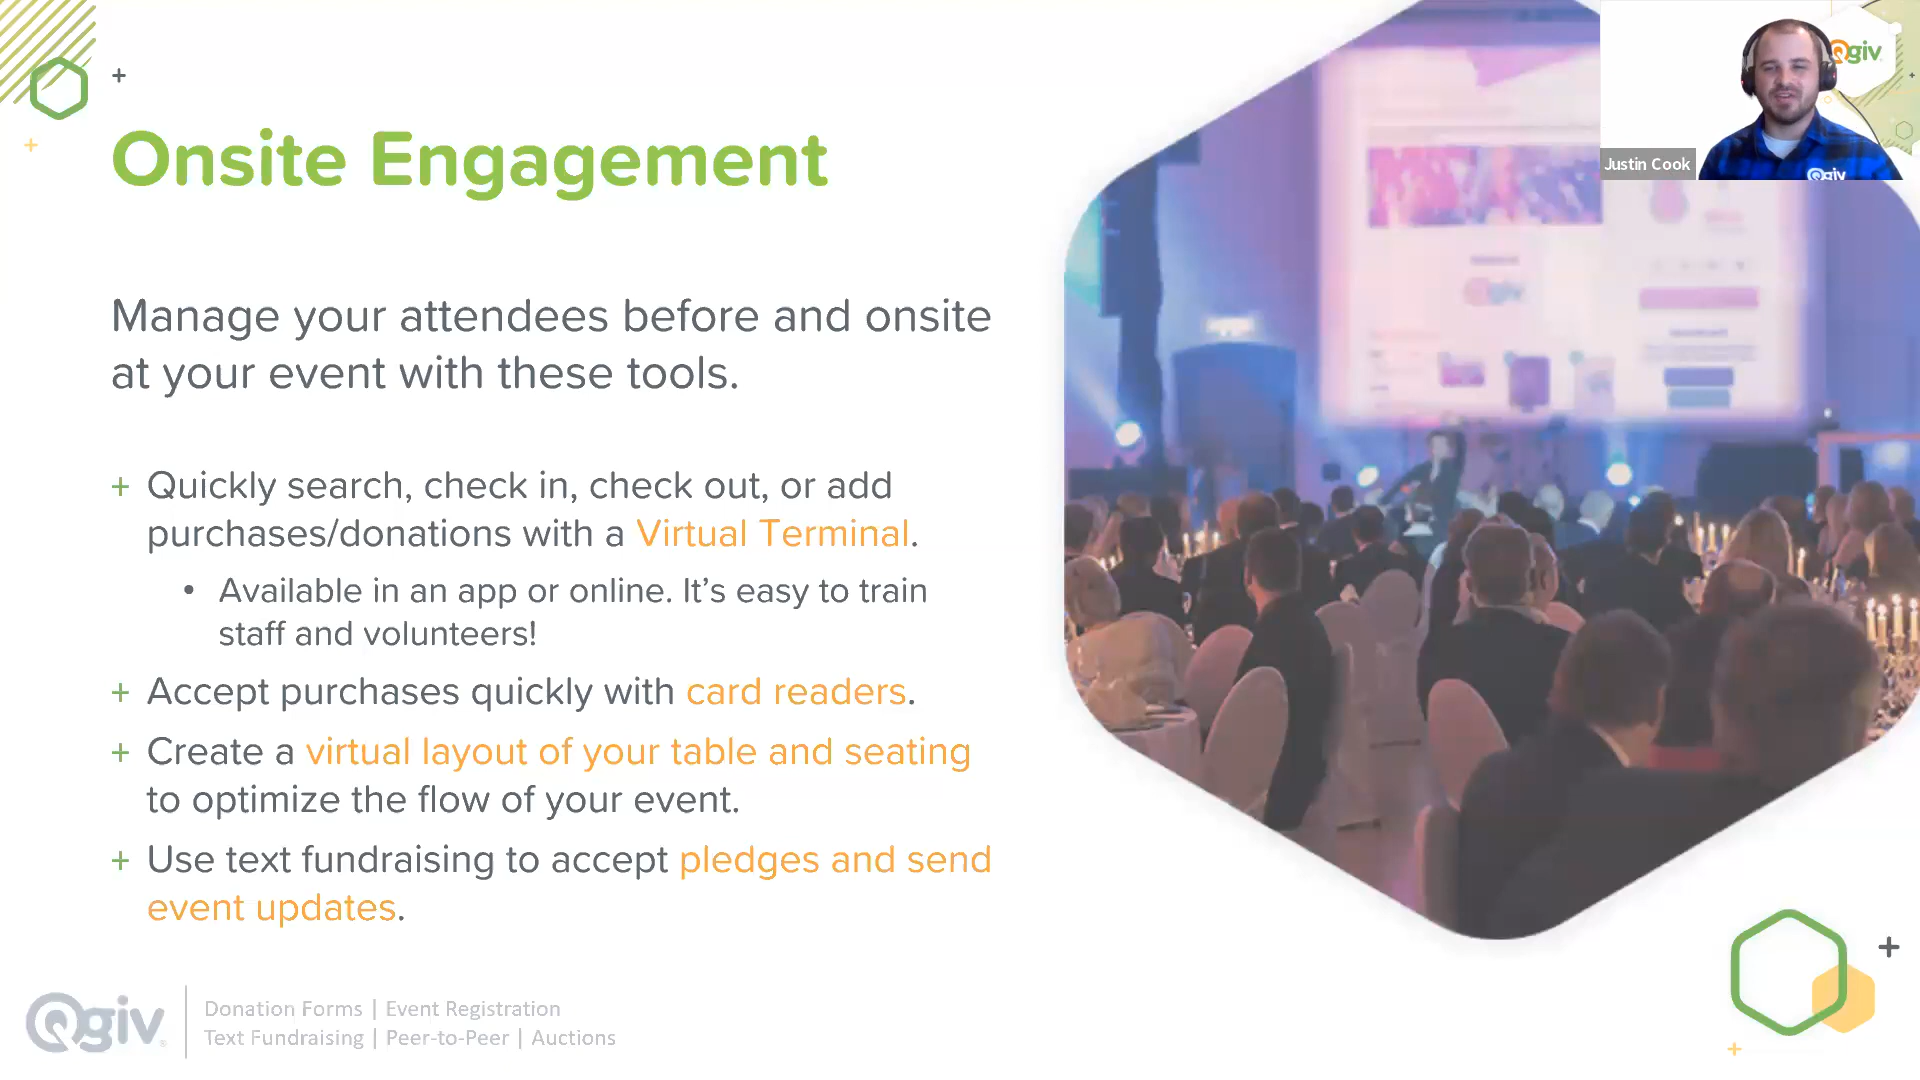 Onsite Engagement
Manage your attendees before and onsite
at your event with these tools.
+ Quickly search, check in, check out, or add
purchases/donations with a Virtual Terminal.
• Available in an app or online. It’s easy to train
staff and volunteers!
+ Accept purchases quickly with card readers.
+ Create a virtual layout of your table and seating
to optimize the flow of your event.
+ Use text fundraising to accept pledges and send
event updates.
Qgiv
Justin Cook
Qgiv
Qgiv
Donation Forms | Event Registration
Text Fundraising | Peer-to-Peer | Auctions